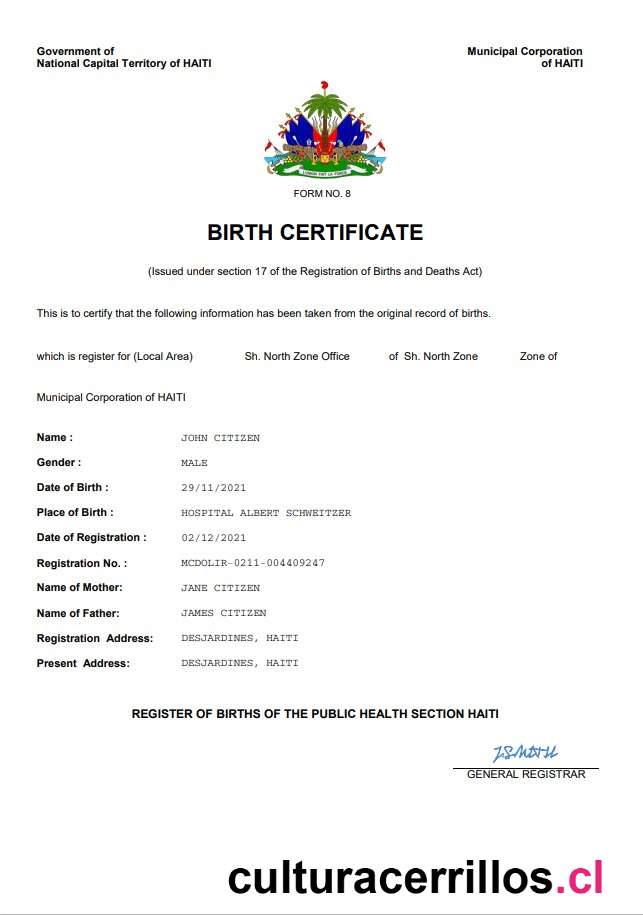 Government of
National Capital Territory of HAITI
Municipal Corporation
of HAITI
L'UNION FAIT LA FORCE
FORM NO. 8
BIRTH CERTIFICATE
(Issued under section 17 of the Registration of Births and Deaths Act)
This is to certify that the following information has been taken from the original record of births.
which is register for (Local Area) Sh. North Zone Office of Sh. North Zone Zone of
Municipal Corporation of HAITI
Name : JOHN CITIZEN
Gender : MALE
Date of Birth : 29/11/2021
Place of Birth : HOSPITAL ALBERT SCHWEITZER
Date of Registration : 02/12/2021
Registration No. : MCDOLIR-0211-004409247
Name of Mother: JANE CITIZEN
Name of Father: JAMES CITIZEN
Registration Address: DESJARDINES, HAITI
Present Address: DESJARDINES, HAITI
REGISTER OF BIRTHS OF THE PUBLIC HEALTH SECTION HAITI
GENERAL REGISTRAR
culturacerrillos.cl